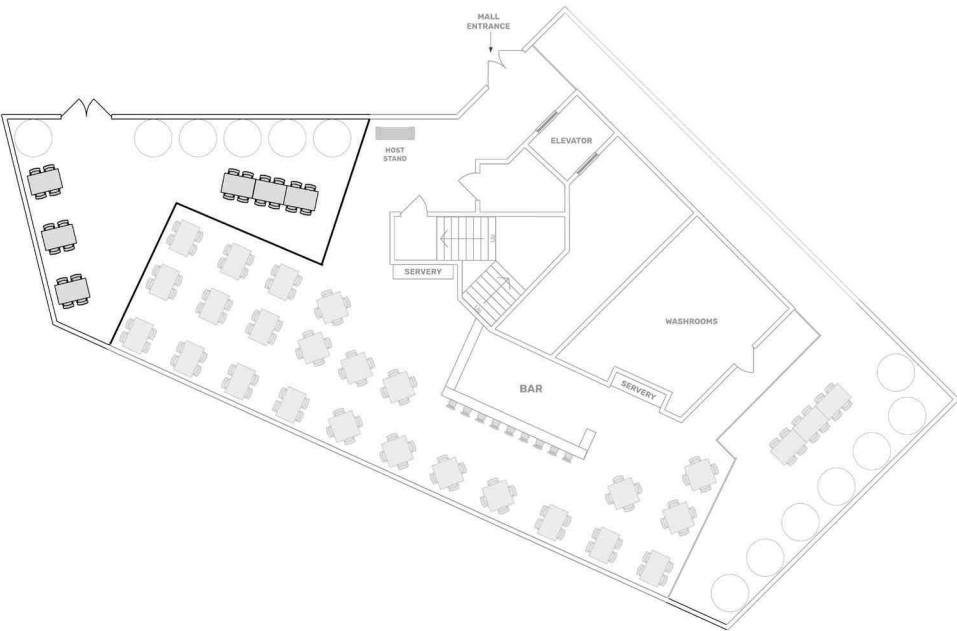 MALL
ENTRANCE
ELEVATOR
HOST
STAND
SERVERY
WASHROOMS
BAR
SERVERY